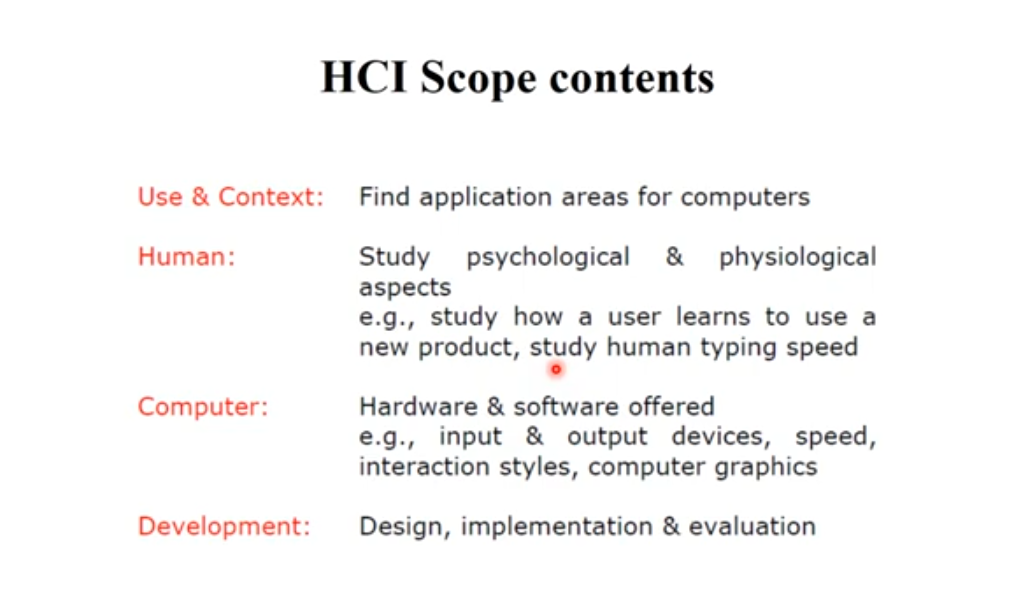 HCI Scope contents
Use & Context: Find application areas for computers
Human: Study psychological & physiological
aspects
e.g., study how a user learns to use a
new product, study human typing speed
Computer: Hardware & software offered
e.g., input & output devices, speed,
interaction styles, computer graphics
Development: Design, implementation & evaluation